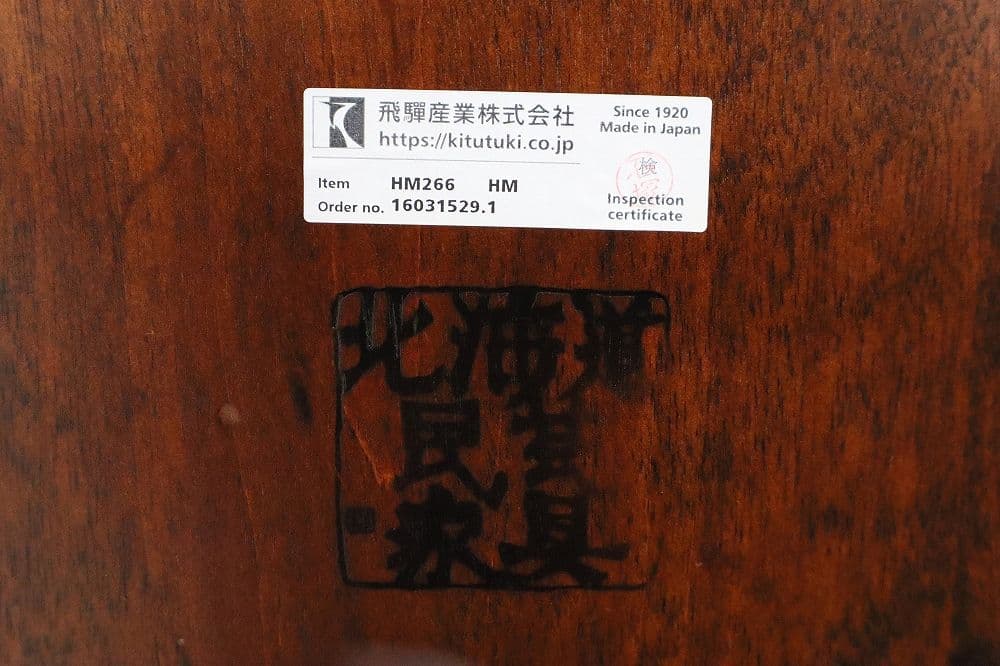 飛驒産業株式会社
https://kitutuki.co.jp
Item HM266 HM
Order no. 16031529.1
Since 1920
Made in Japan
検
Inspection
certificate
北海道
民芸
家具